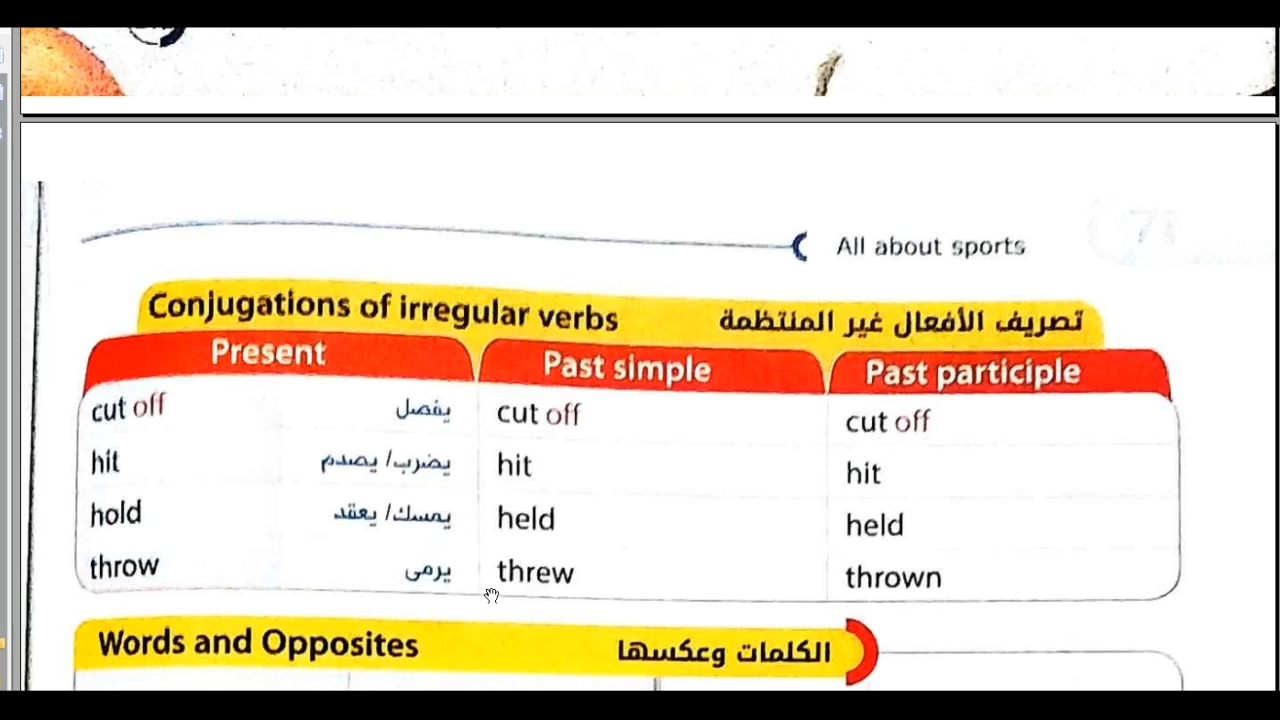 All about sports
Conjugations of irregular verbs تصريف الأفعال غير المنتظمة
Present Past simple Past participle
cut off يفصل cut off cut off
hit يضرب/ يصدم hit hit
hold يمسك/ يعقد held held
throw يرمى threw thrown
Words and Opposites الكلمات وعكسها